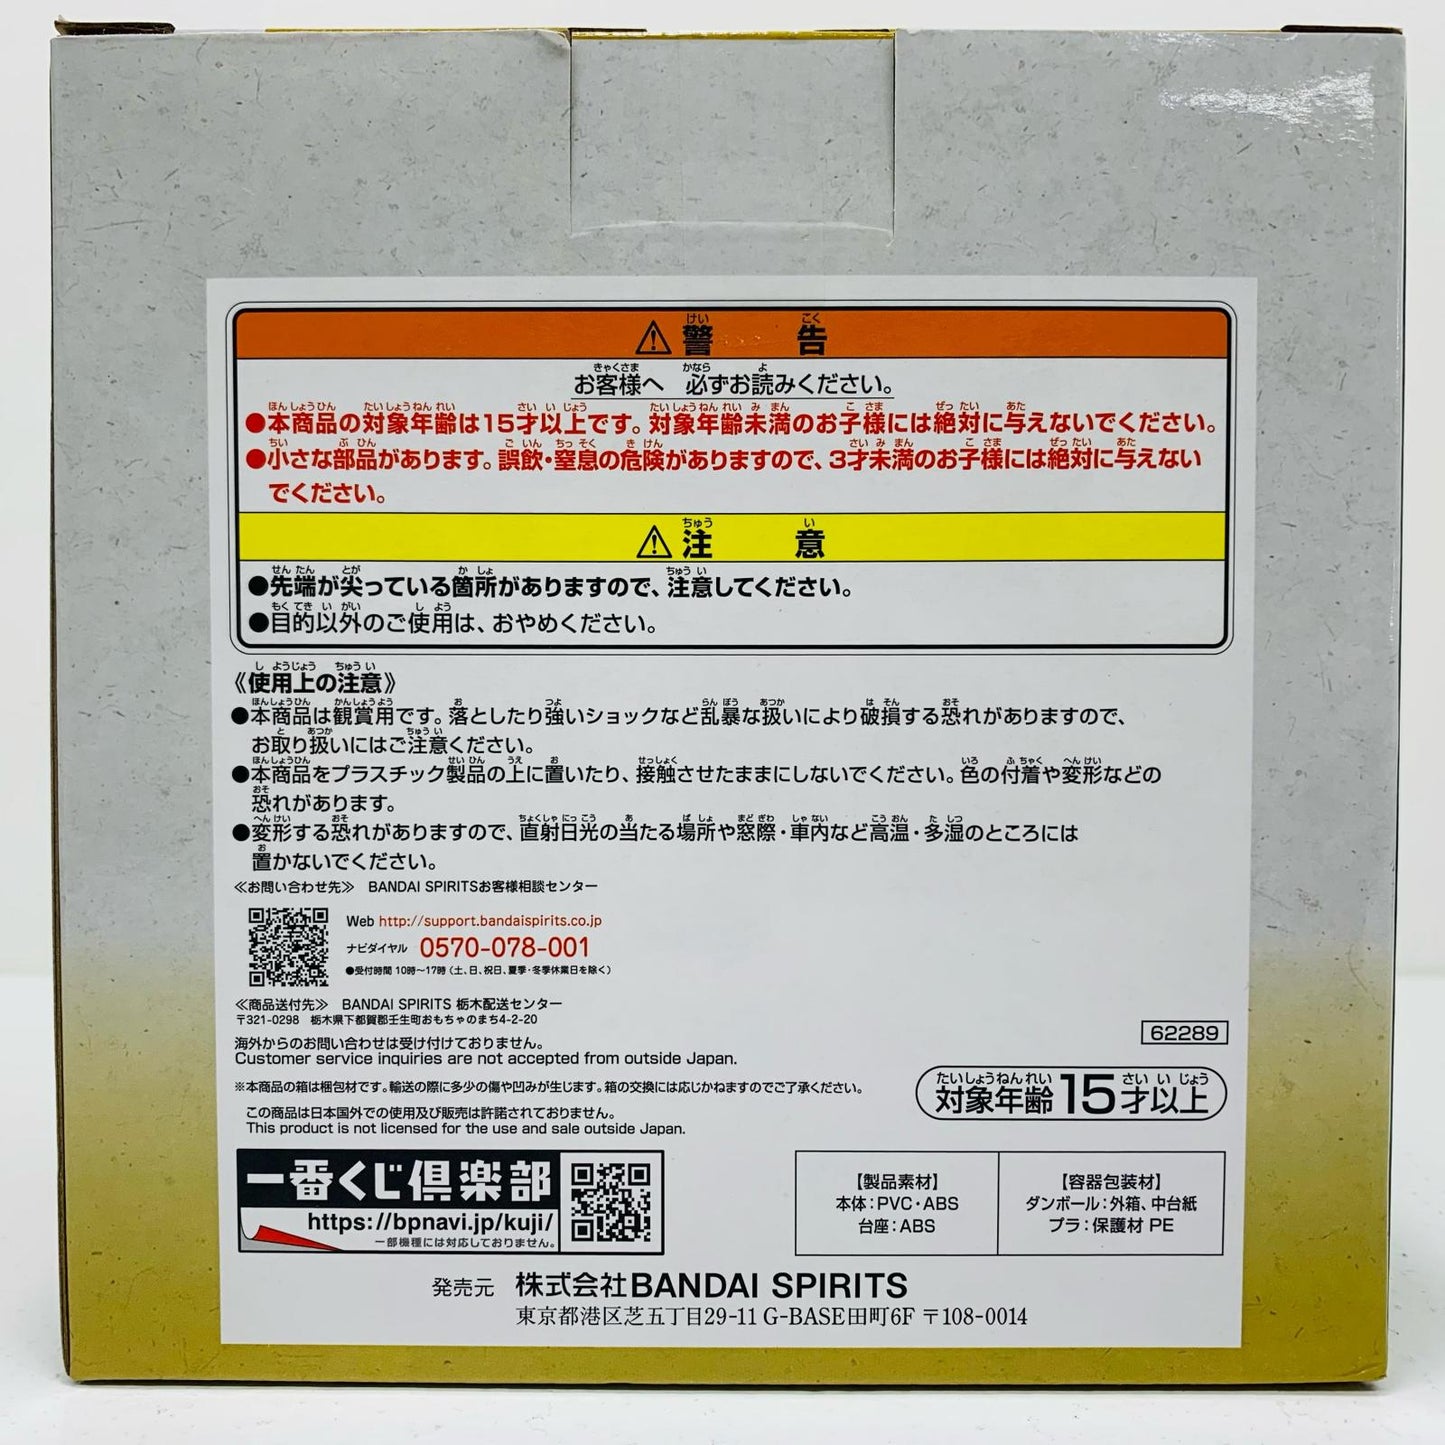 ⚠警告
お客様へ 必ずお読みください。
●本商品の対象年齢は15才以上です。対象年齢未満のお子様には絶対に与えないでください。
●小さな部品があります。誤飲・窒息の危険がありますので、3才未満のお子様には絶対に与えない
でください。
⚠注意
●先端が尖っている箇所がありますので、注意してください。
●目的以外のご使用は、おやめください。
《使用上の注意》
●本商品は観賞用です。落としたり強いショックなど乱暴な扱いにより破損する恐れがありますので、
お取り扱いにはご注意ください。
●本商品をプラスチック製品の上に置いたり、接触させたままにしないでください。色の付着や変形などの
恐れがあります。
●変形する恐れがありますので、直射日光の当たる場所や窓際・車内など高温・多湿のところには
置かないでください。
≪お問い合わせ先≫ BANDAI SPIRITSお客様相談センター
Web http://support.bandaispirits.co.jp
ナビダイヤル 0570-078-001
●受付時間 10時〜17時(土、日、祝日、夏季・冬季休業日を除く)
≪商品送付先≫ BANDAI SPIRITS 栃木配送センター
〒321-0298 栃木県下都賀郡壬生町おもちゃのまち4-2-20
海外からのお問い合わせは受け付けておりません。
Customer service inquiries are not accepted from outside Japan.
62289
※本商品の箱は梱包材です。輸送の際に多少の傷や凹みが生じます。箱の交換には応じかねますのでご了承ください。
対象年齢15才以上
この商品は日本国外での使用及び販売は許諾されておりません。
This product is not licensed for the use and sale outside Japan.
一番くじ倶楽部
https://bpnavi.jp/kuji/
一部機種には対応しておりません。
【製品素材】
本体:PVC・ABS
台座:ABS
【容器包装材】
ダンボール:外箱、中台紙
プラ:保護材 PE
発売元 株式会社BANDAI SPIRITS
東京都港区芝五丁目29-11 G-BASE田町6F 〒108-0014